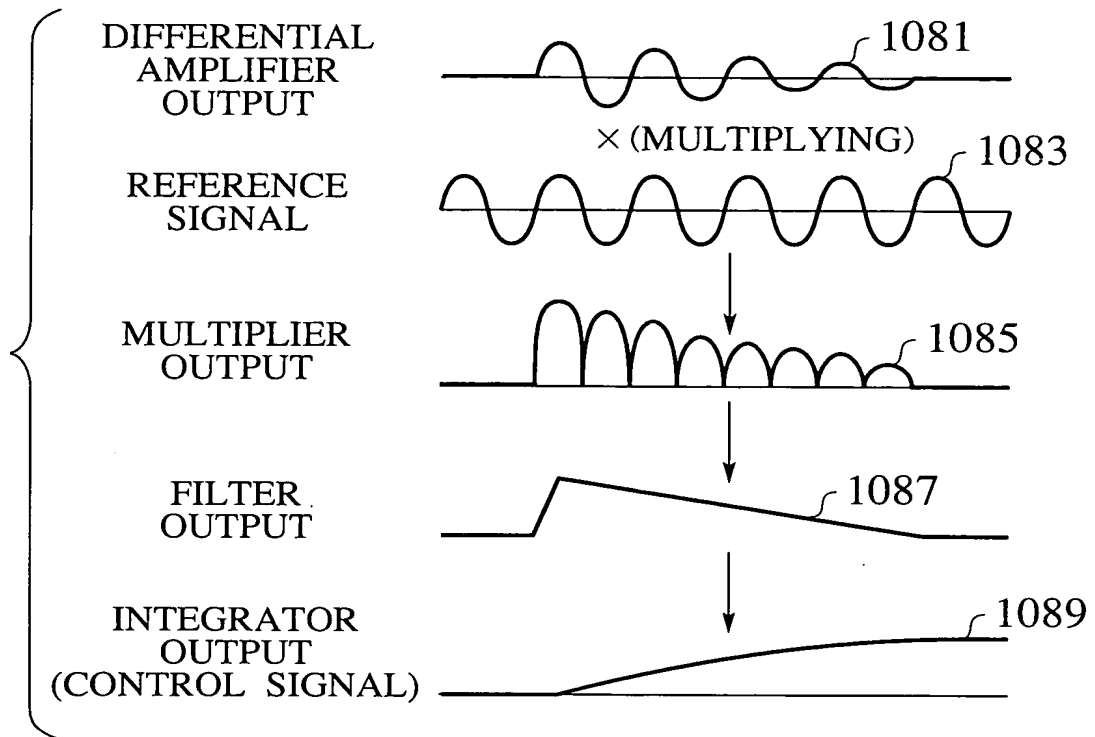 DIFFERENTIAL
AMPLIFIER
OUTPUT
1081
× (MULTIPLYING)
REFERENCE
SIGNAL
1083
MULTIPLIER
OUTPUT
1085
FILTER
OUTPUT
1087
INTEGRATOR
OUTPUT
(CONTROL SIGNAL)
1089